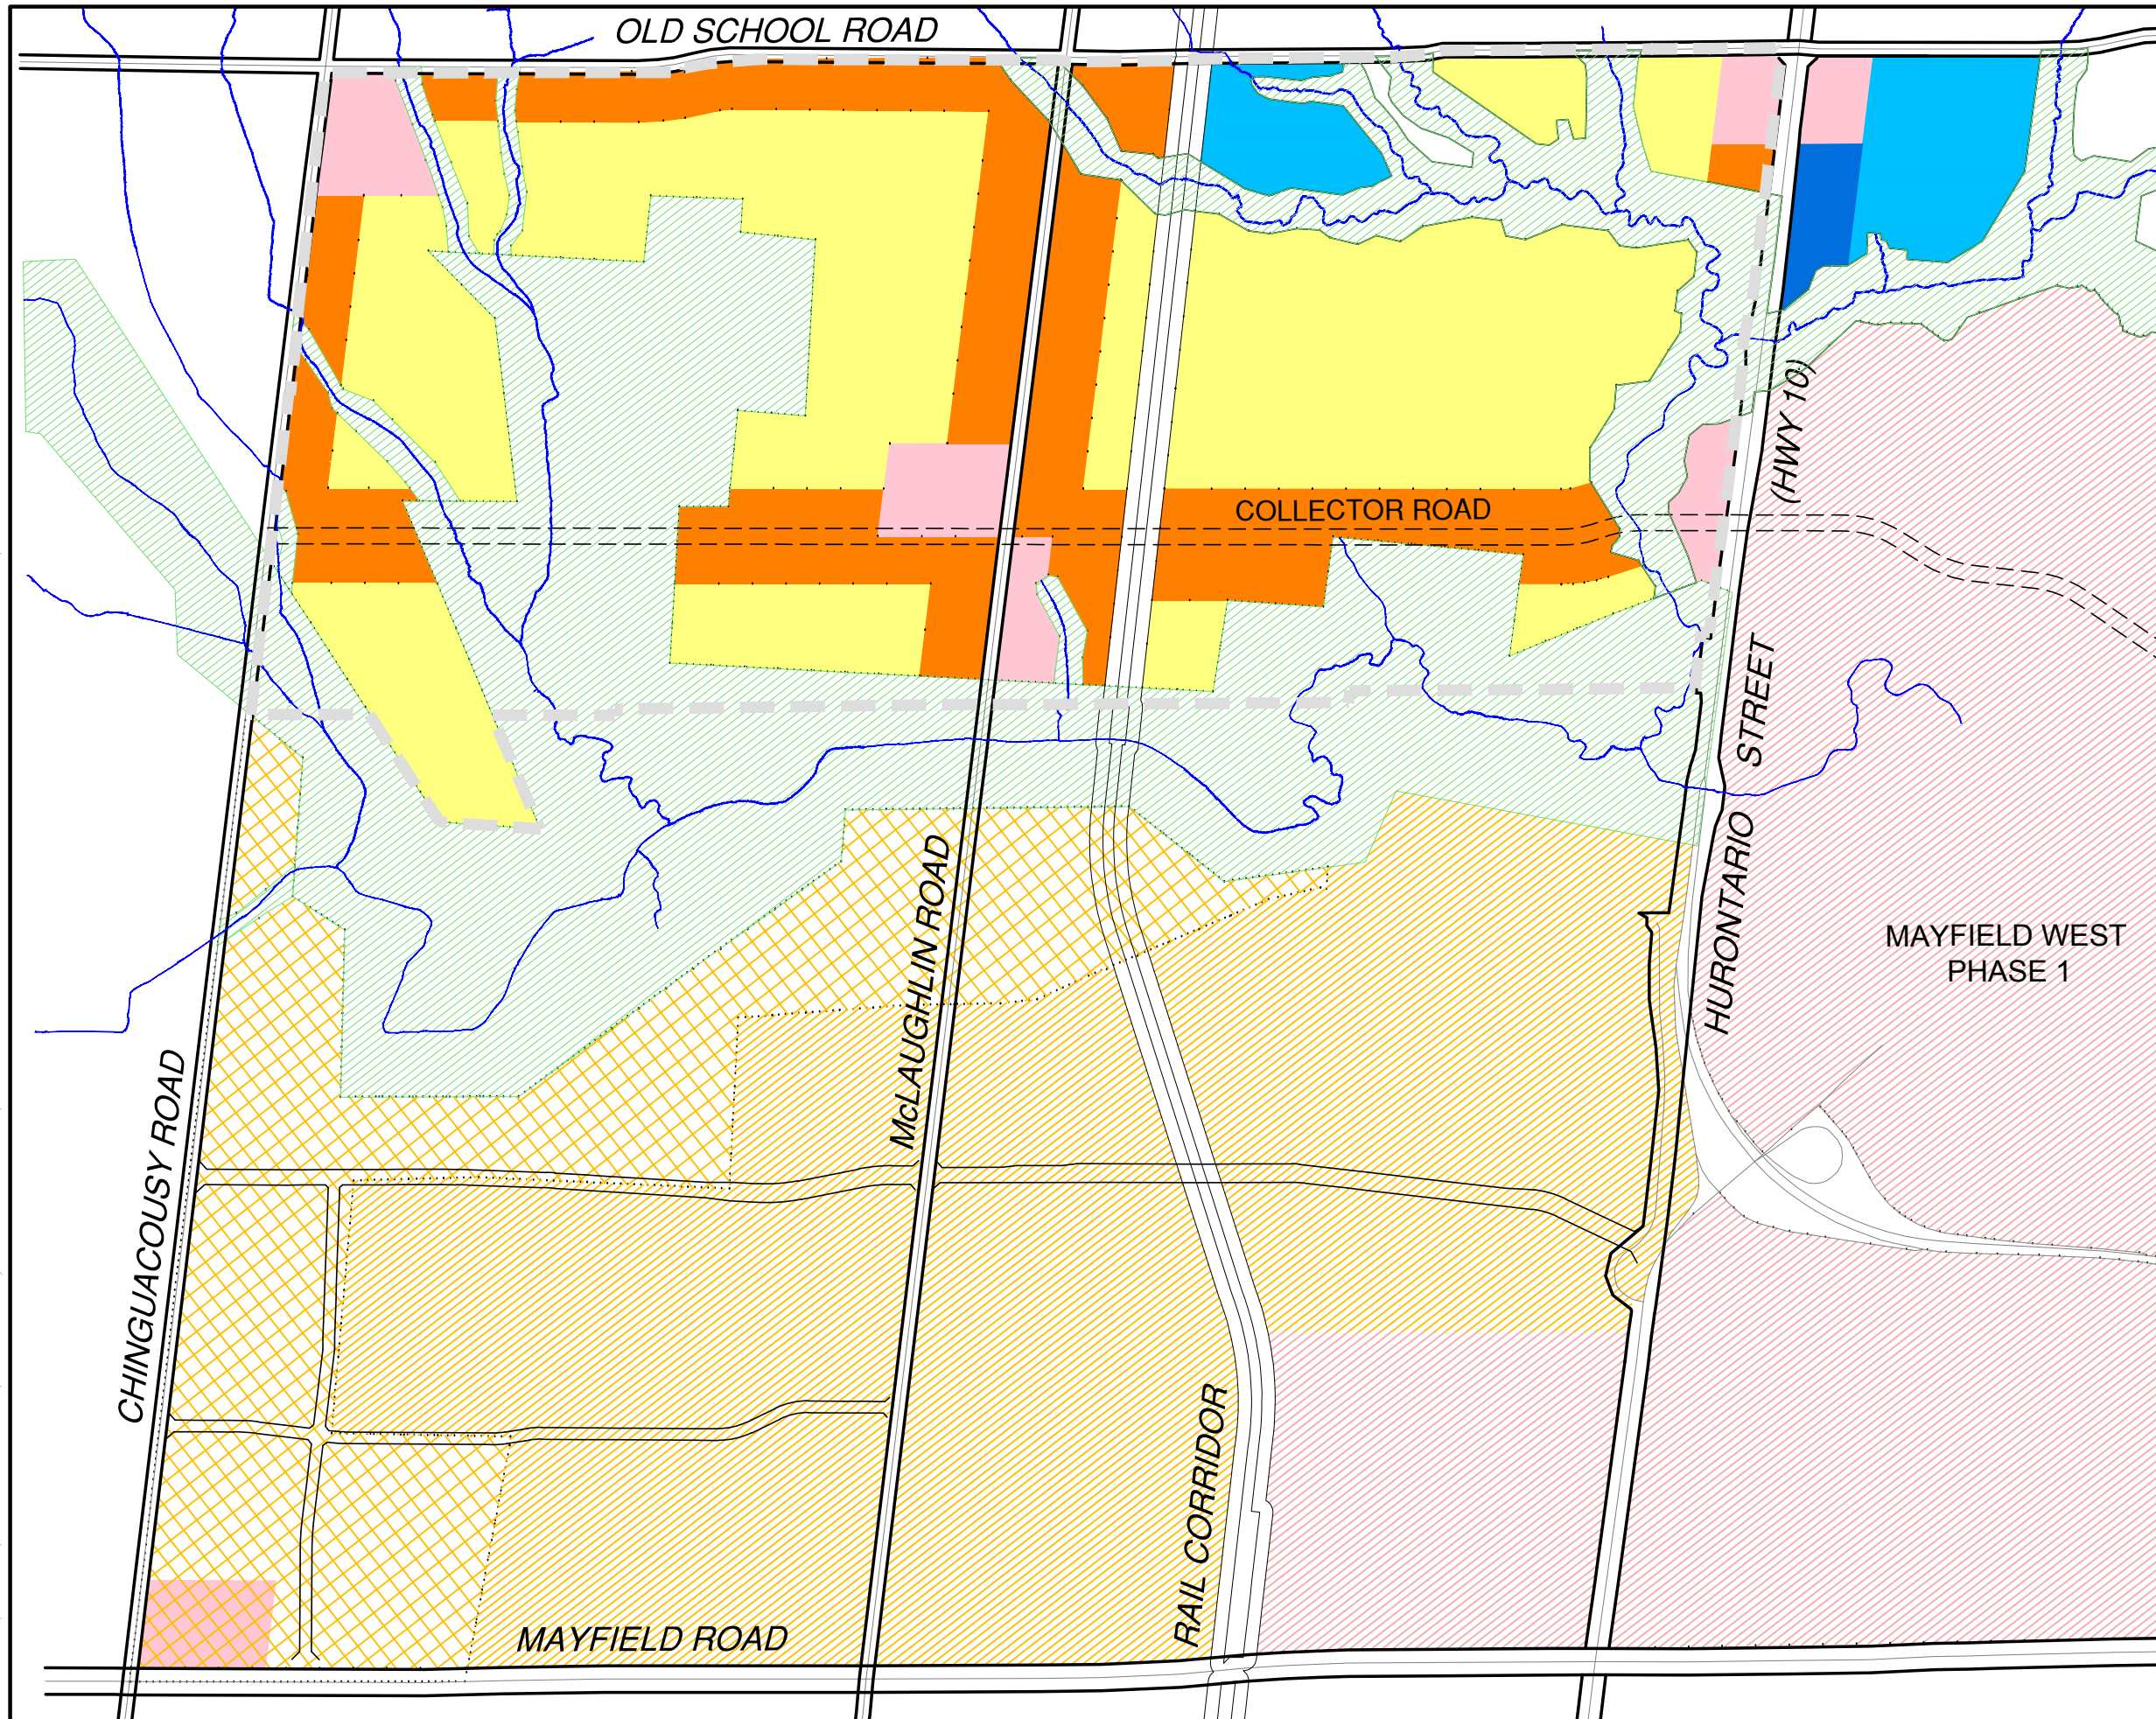 OLD SCHOOL ROAD
(HWY 10)
COLLECTOR ROAD
HURONTARIO STREET
McLAUGHLIN ROAD
MAYFIELD WEST
PHASE 1
CHINGUACOUSY ROAD
RAIL CORRIDOR
MAYFIELD ROAD